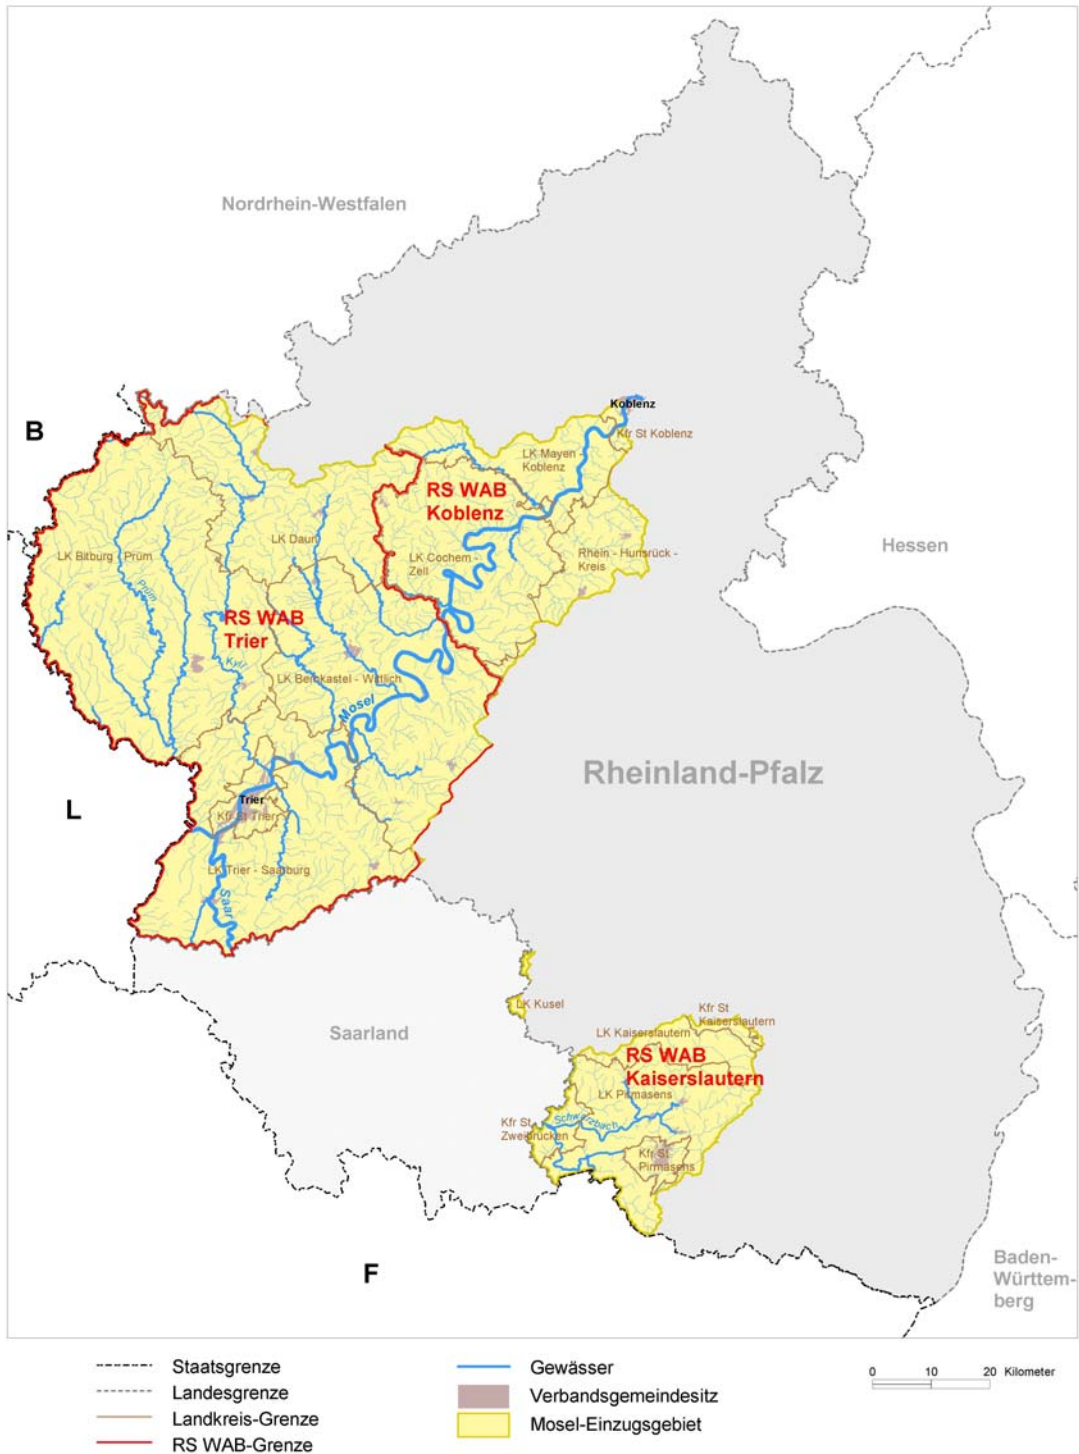 Nordrhein-Westfalen
B
Koblenz
Kfr St Koblenz
LK Mayen -
Koblenz
RS WAB
Koblenz
Hessen
LK Bitburg - Prüm
LK Daun
LK Cochem -
Zell
Rhein - Hunsrück -
Kreis
Prüm
RS WAB
Trier
Kyll
LK Bernkastel - Wittlich
Mosel
Rheinland-Pfalz
L
Trier
Kfr St Trier
LK Trier - Saarburg
Saar
Saarland
LK Kusel
Kfr St
Kaiserslautern
LK Kaiserslautern
RS WAB
Kaiserslautern
LK Pirmasens
Schwarzbach
Kfr St
Zweibrücken
Kfr St
Pirmasens
F
Baden-
Württem-
berg
Staatsgrenze
Landesgrenze
Landkreis-Grenze
RS WAB-Grenze
Gewässer
Verbandsgemeindesitz
Mosel-Einzugsgebiet
0 10 20 Kilometer